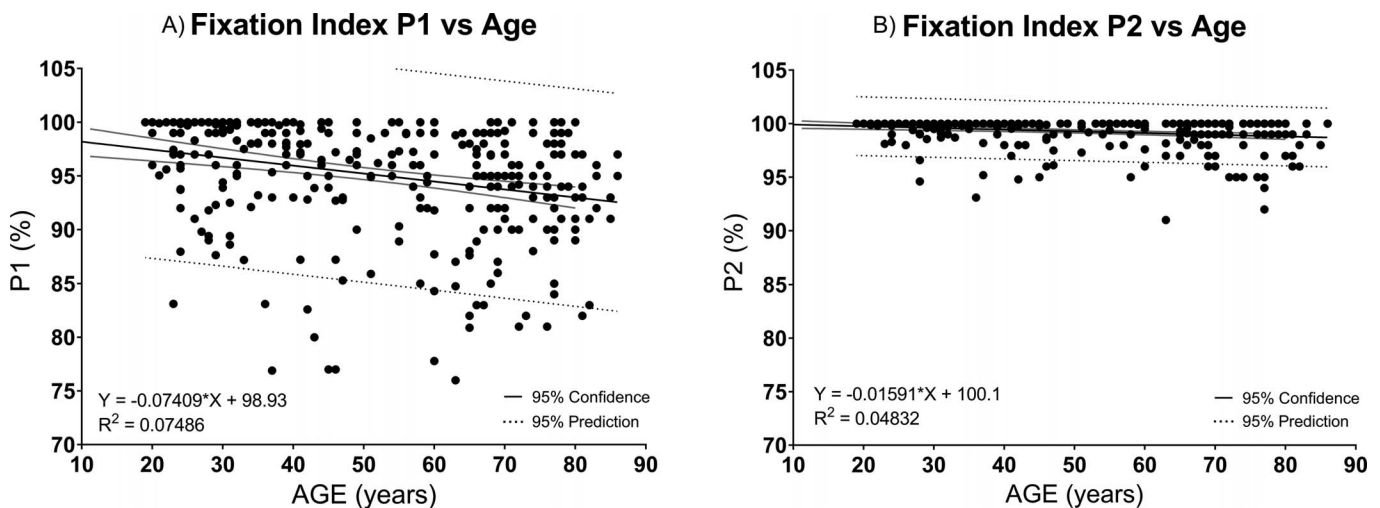 A) Fixation Index P1 vs Age
105
100
95
90
85
80
75
70
P1 (%)
10 20 30 40 50 60 70 80 90
AGE (years)
Y = -0.07409*X + 98.93
R² = 0.07486
95% Confidence
95% Prediction
B) Fixation Index P2 vs Age
105
100
95
90
85
80
75
70
P2 (%)
10 20 30 40 50 60 70 80 90
AGE (years)
Y = -0.01591*X + 100.1
R² = 0.04832
95% Confidence
95% Prediction